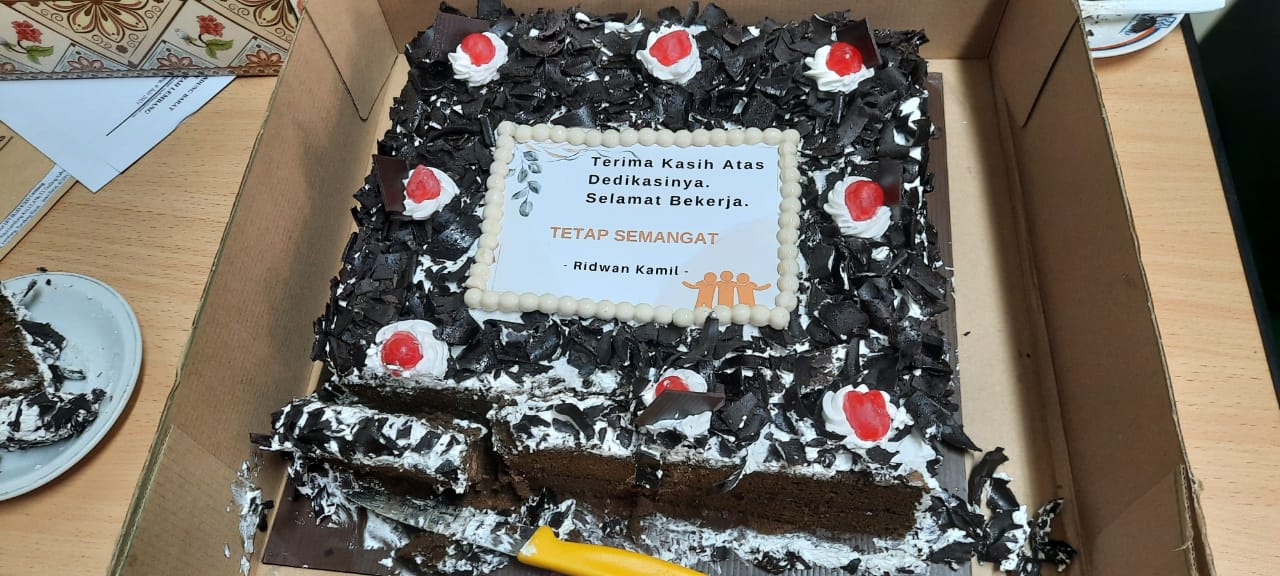 Terima Kasih Atas
Dedikasinya.
Selamat Bekerja.
TETAP SEMANGAT
- Ridwan Kamil -